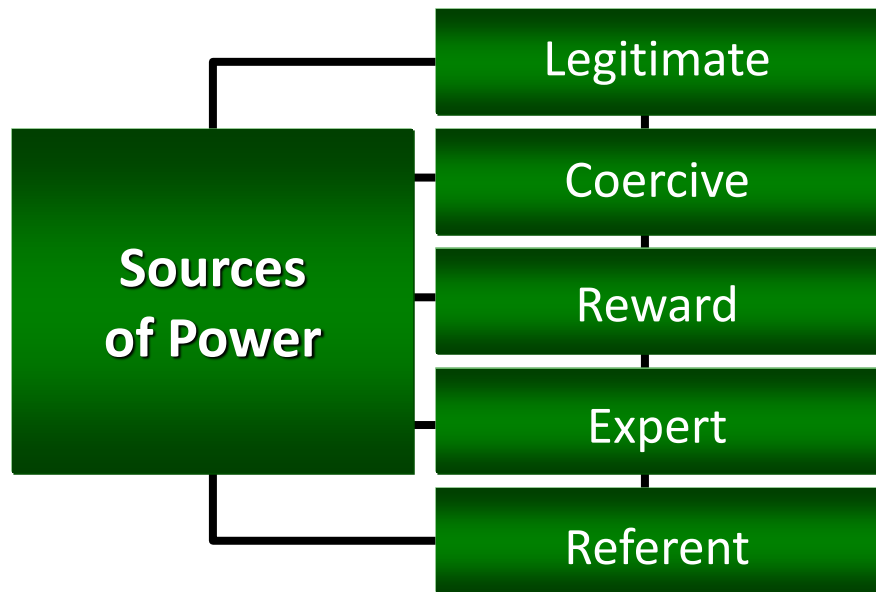 Sources
of Power
Legitimate
Coercive
Reward
Expert
Referent